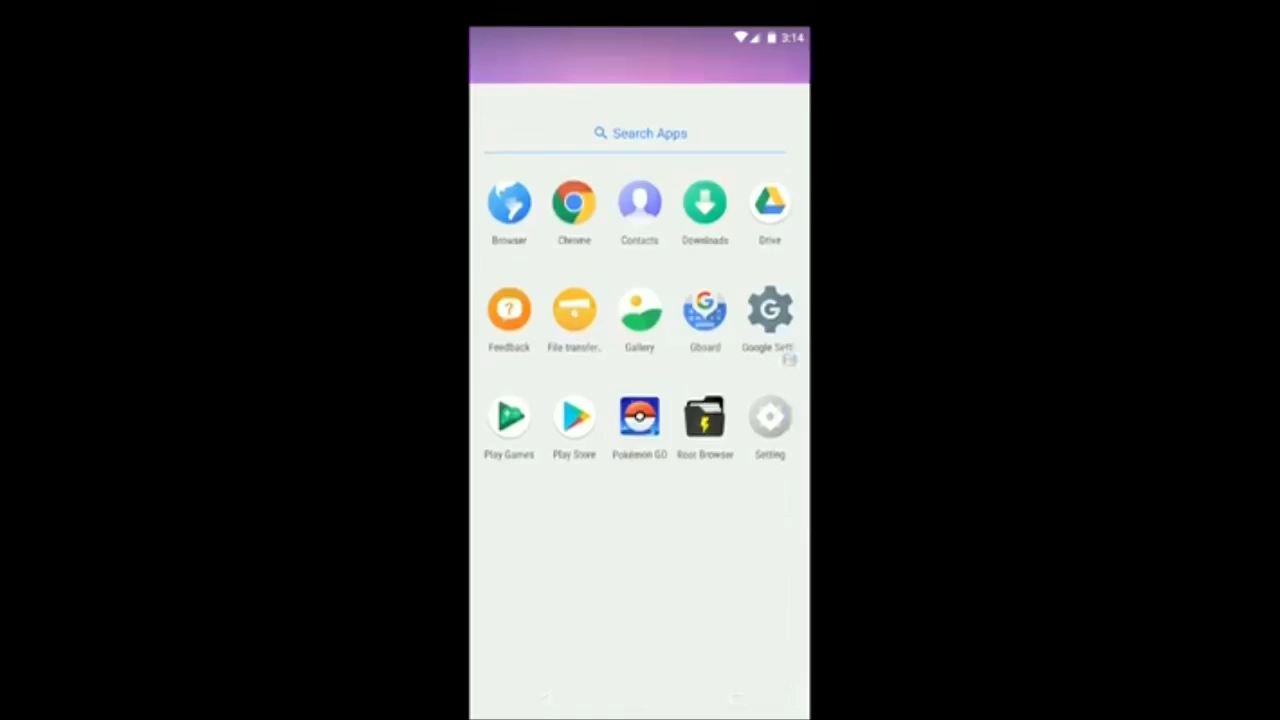 3:14
Search Apps
Browser Chrome Contacts Downloads Drive
Feedback File transfer.. Gallery Gboard Google Setti
Play Games Play Store Pokémon GO Root Browser Setting